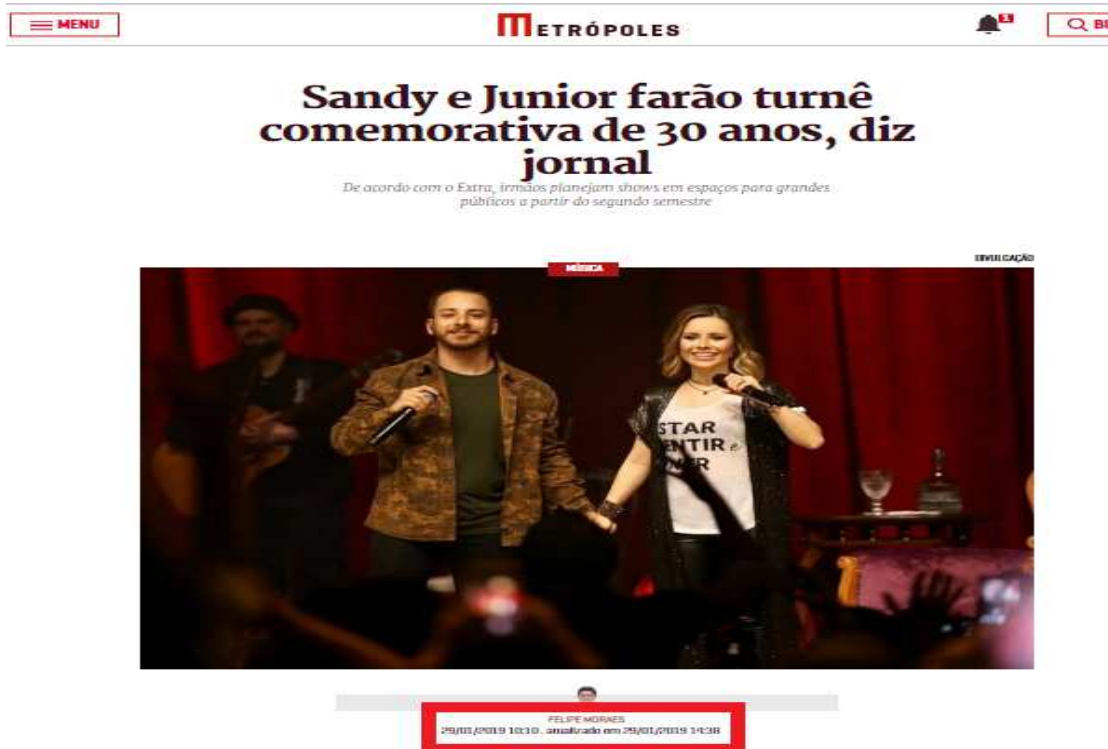 MENU
METRÓPOLES
1
Sandy e Junior farão turnê
comemorativa de 30 anos, diz
jornal
De acordo com o Extra, irmãos planejam shows em espaços para grandes
públicos a partir do segundo semestre
DIVULGAÇÃO
MÚSICA
STAR
FELIPE MORAES
29/01/2019 10:10 . atualizado em 29/01/2019 14:38